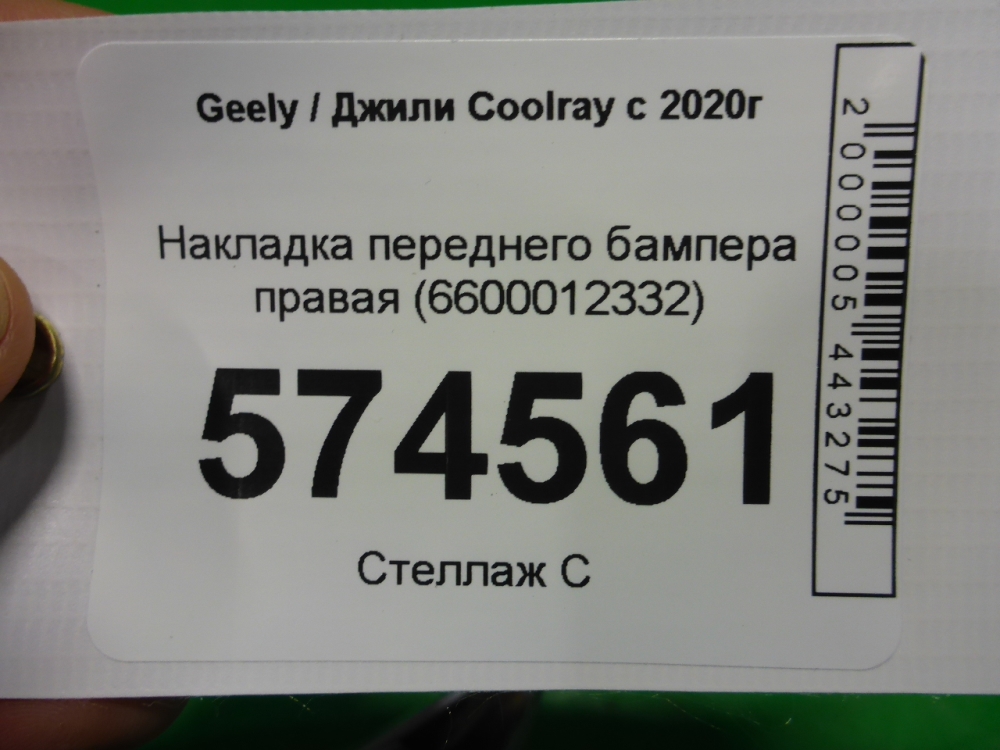 Geely / Джили Coolray с 2020г
Накладка переднего бампера
правая (6600012332)
574561
Стеллаж С
2 000005 443275